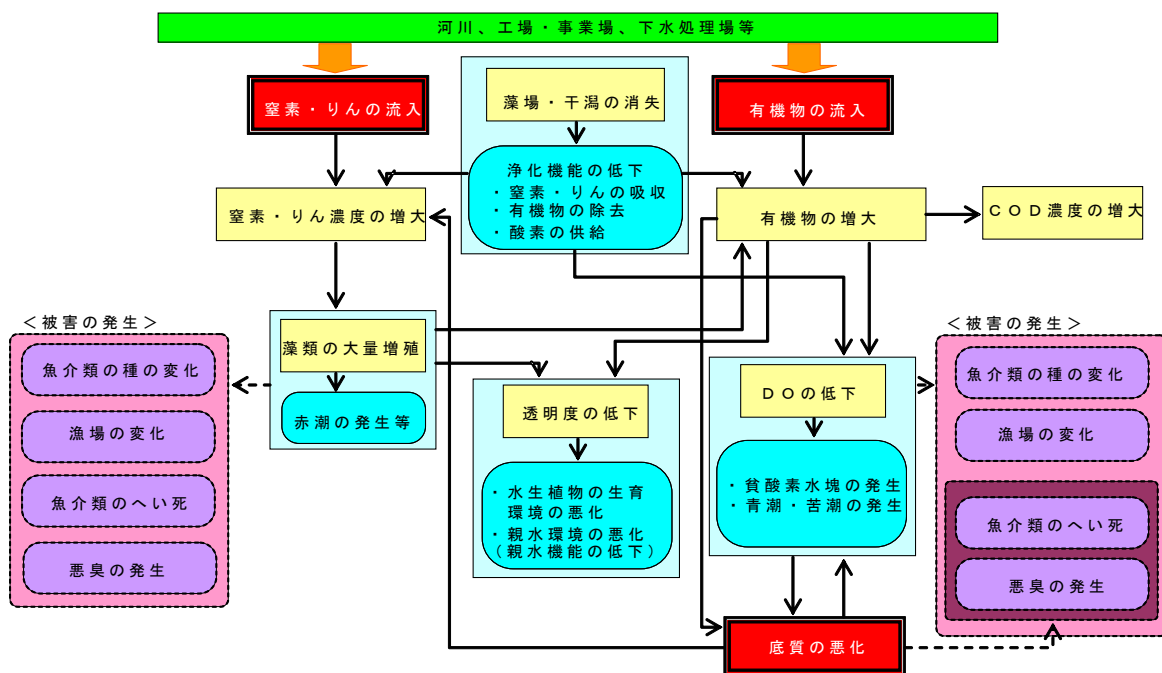 河川、工場・事業場、下水処理場等
窒素・りんの流入
藻場・干潟の消失
有機物の流入
浄化機能の低下
・窒素・りんの吸収
・有機物の除去
・酸素の供給
窒素・りん濃度の増大
有機物の増大
COD濃度の増大
＜被害の発生＞
魚介類の種の変化
漁場の変化
魚介類のへい死
悪臭の発生
藻類の大量増殖
赤潮の発生等
透明度の低下
・水生植物の生育
環境の悪化
・親水環境の悪化
（親水機能の低下）
DOの低下
・貧酸素水塊の発生
・青潮・苦潮の発生
＜被害の発生＞
魚介類の種の変化
漁場の変化
魚介類のへい死
悪臭の発生
底質の悪化